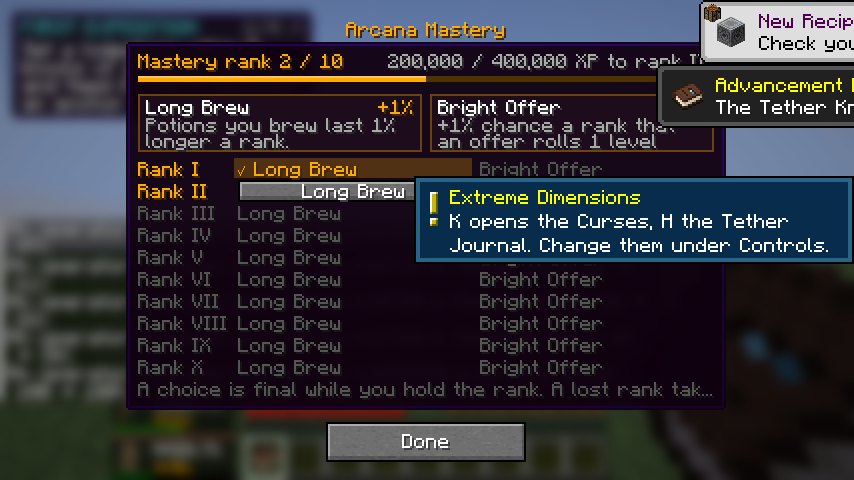 Arcana Mastery
New Recip
Check you
Mastery rank 2 / 10
200,000 / 400,000 XP to rank
Advancement
The Tether Kn
Long Brew +1%
Potions you brew last 1%
longer a rank.
Bright Offer
+1% chance a rank that
an offer rolls 1 level
Rank I ✓ Long Brew Bright Offer
Rank II Long Brew
Extreme Dimensions
K opens the Curses, H the Tether
Journal. Change them under Controls.
Rank III Long Brew
Rank IV Long Brew
Rank V Long Brew Bright Offer
Rank VI Long Brew Bright Offer
Rank VII Long Brew Bright Offer
Rank VIII Long Brew Bright Offer
Rank IX Long Brew Bright Offer
Rank X Long Brew Bright Offer
A choice is final while you hold the rank. A lost rank tak...
Done